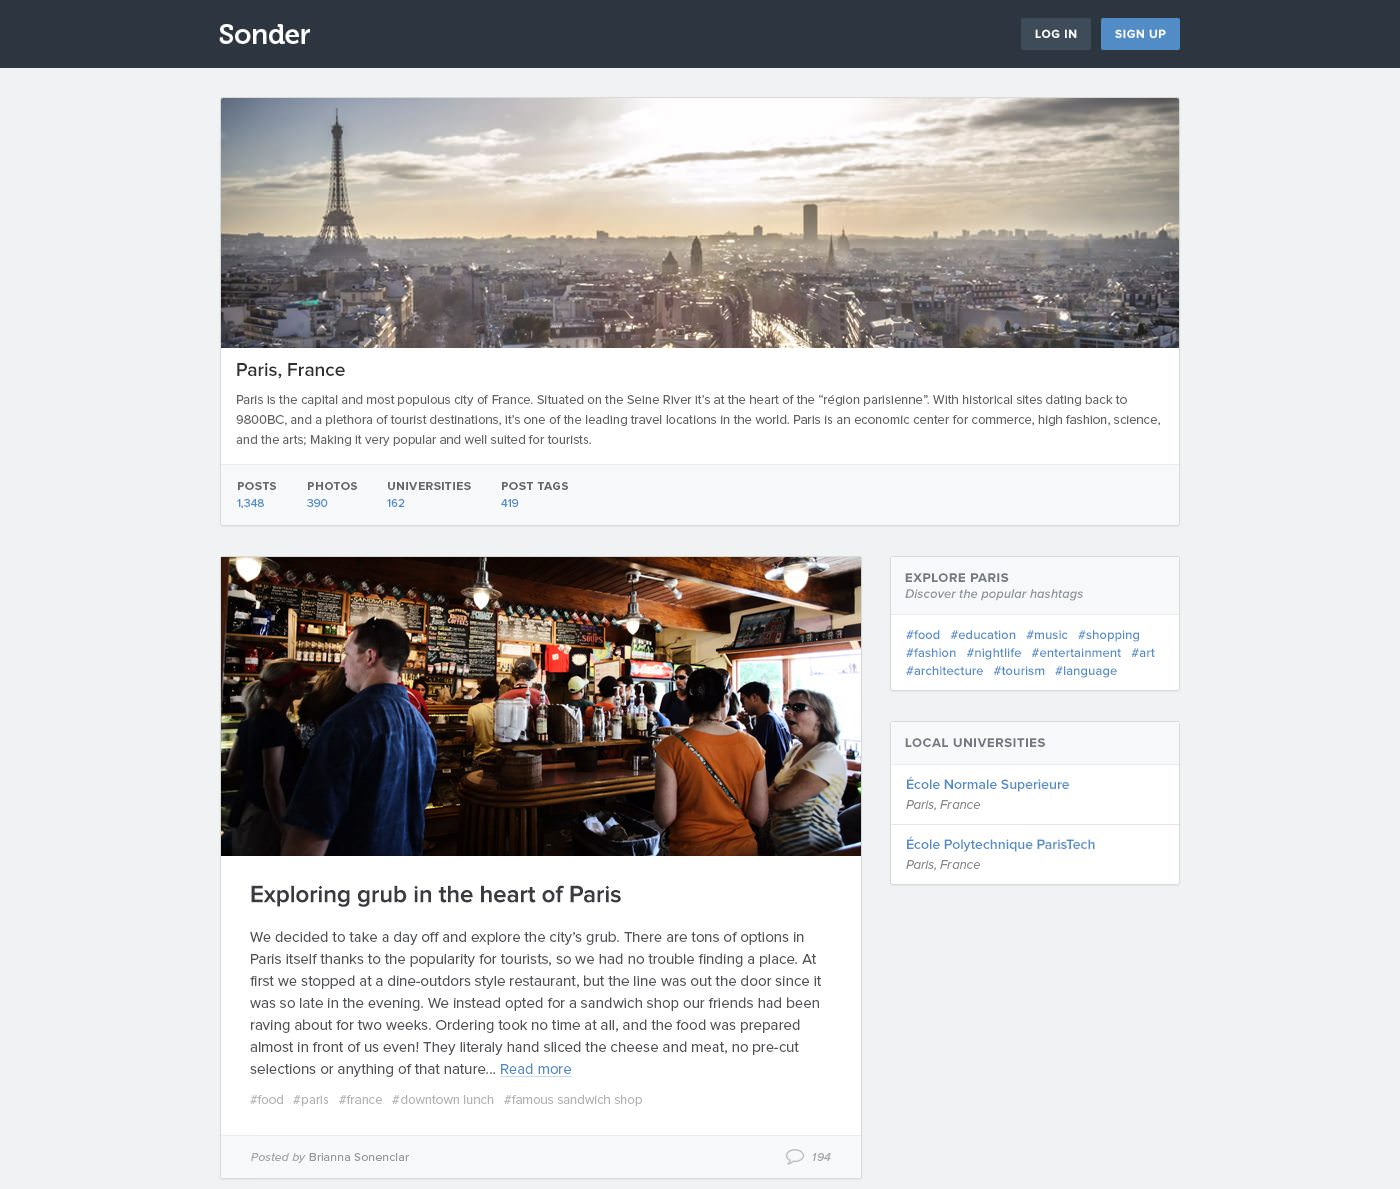 Sonder
LOG IN
SIGN UP
Paris, France
Paris is the capital and most populous city of France. Situated on the Seine River it's at the heart of the “région parisienne”. With historical sites dating back to
9800BC, and a plethora of tourist destinations, it's one of the leading travel locations in the world. Paris is an economic center for commerce, high fashion, science,
and the arts; Making it very popular and well suited for tourists.
POSTS PHOTOS UNIVERSITIES POST TAGS
1,348 390 162 419
SANDWICHES
SOUPS
Exploring grub in the heart of Paris
We decided to take a day off and explore the city’s grub. There are tons of options in
Paris itself thanks to the popularity for tourists, so we had no trouble finding a place. At
first we stopped at a dine-outdors style restaurant, but the line was out the door since it
was so late in the evening. We instead opted for a sandwich shop our friends had been
raving about for two weeks. Ordering took no time at all, and the food was prepared
almost in front of us even! They literaly hand sliced the cheese and meat, no pre-cut
selections or anything of that nature... Read more
#food #paris #france #downtown lunch #famous sandwich shop
Posted by Brianna Sonenclar
194
EXPLORE PARIS
Discover the popular hashtags
#food #education #music #shopping
#fashion #nightlife #entertainment #art
#architecture #tourism #language
LOCAL UNIVERSITIES
École Normale Superieure
Paris, France
École Polytechnique ParisTech
Paris, France